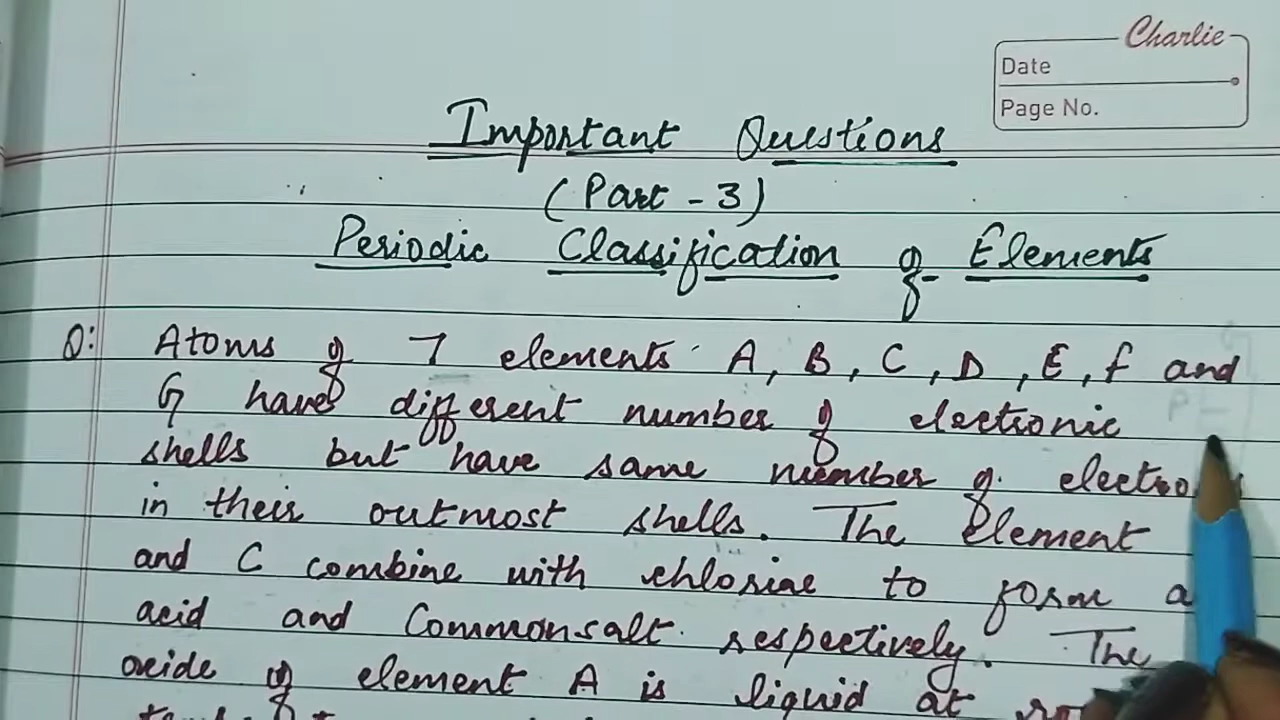 Charlie
Date
Page No.
Important Questions
(Part - 3)
Periodic Classification of Elements
Q: Atoms of 7 elements A, B, C, D, E, F and
G have different number of electronic
shells but have same number of
in their outmost shells. The Element
and C combine with chlorine to form
acid and Common salt respectively. The
oxide of element A is liquid at